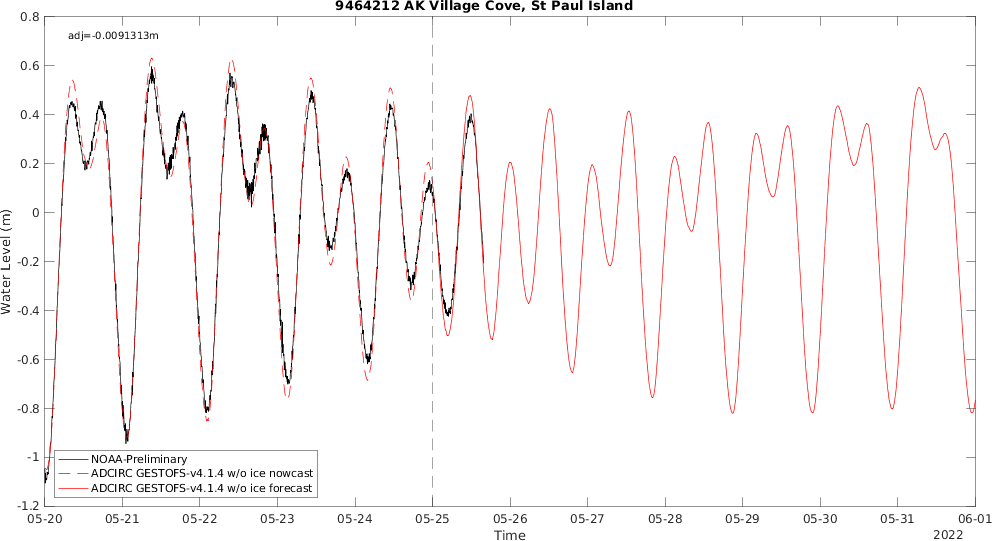 9464212 AK Village Cove, St Paul Island
adj=-0.0091313m
Water Level (m)
0.8
0.6
0.4
0.2
0
-0.2
-0.4
-0.6
-0.8
-1
-1.2
NOAA-Preliminary
ADCIRC GESTOFS-v4.1.4 w/o ice nowcast
ADCIRC GESTOFS-v4.1.4 w/o ice forecast
05-20 05-21 05-22 05-23 05-24 05-25 05-26 05-27 05-28 05-29 05-30 05-31 06-01
Time
2022